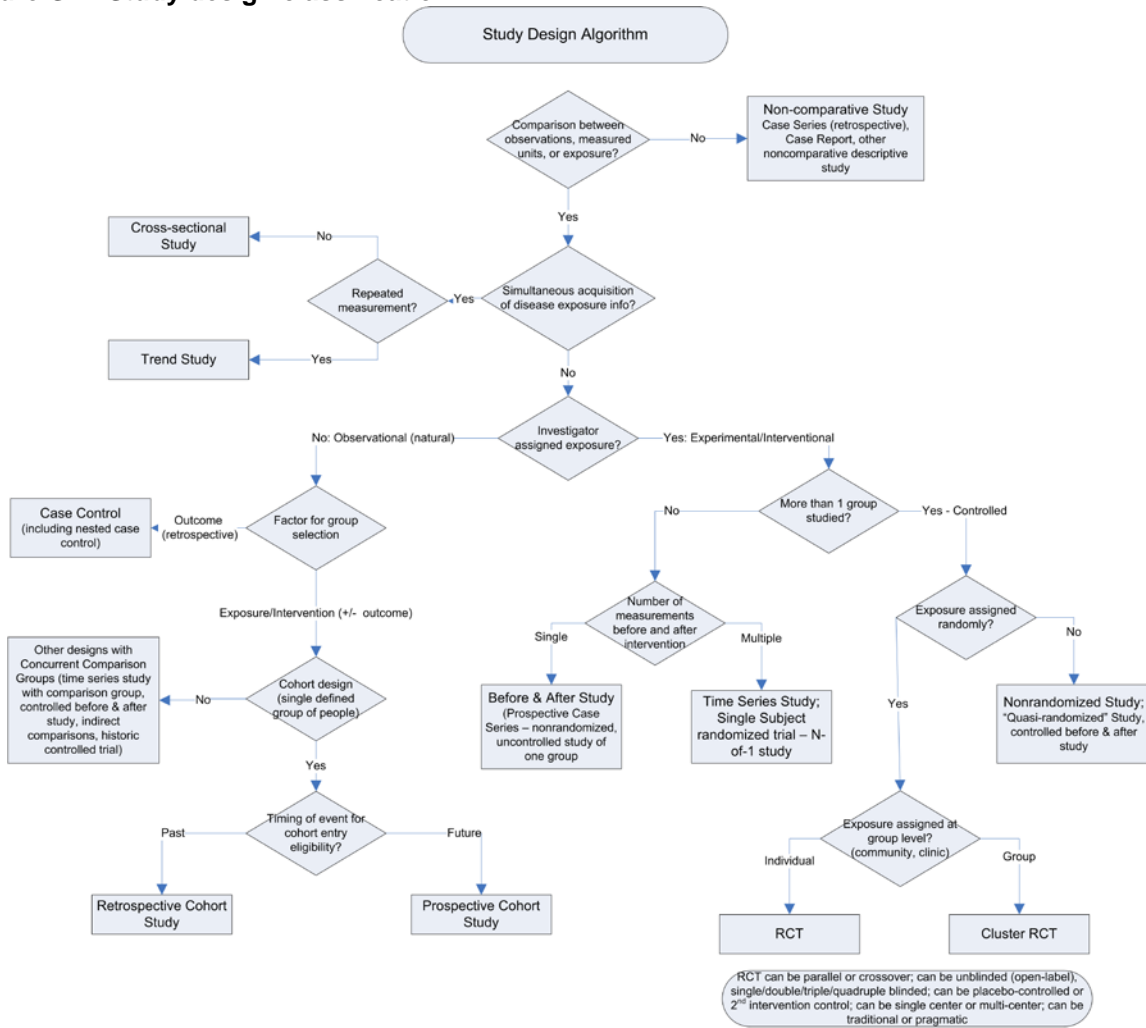 Study Design Algorithm
Comparison between
observations, measured
units, or exposure?
No
Non-comparative Study
Case Series (retrospective),
Case Report, other
noncomparative descriptive
study
Yes
Cross-sectional
Study
No
Repeated
measurement?
Yes
Simultaneous acquisition
of disease exposure info?
Trend Study
Yes
No
Investigator
assigned exposure?
No: Observational (natural)
Yes: Experimental/Interventional
Case Control
(including nested case
control)
Outcome
(retrospective)
Factor for group
selection
No
More than 1 group
studied?
Yes - Controlled
Exposure/Intervention (+/- outcome)
Number of
measurements
before and after
intervention
Single
Multiple
Exposure assigned
randomly?
No
Yes
Other designs with
Concurrent Comparison
Groups (time series study
with comparison group,
controlled before & after
study, indirect
comparisons, historic
controlled trial)
No
Cohort design
(single defined
group of people)
Before & After Study
(Prospective Case
Series – nonrandomized,
uncontrolled study of
one group
Time Series Study;
Single Subject
randomized trial – N-
of-1 study
Nonrandomized Study;
"Quasi-randomized" Study,
controlled before & after
study
Yes
Past
Timing of event for
cohort entry
eligibility?
Future
Exposure assigned at
group level?
(community, clinic)
Individual
Group
Retrospective Cohort
Study
Prospective Cohort
Study
RCT
Cluster RCT
RCT can be parallel or crossover; can be unblinded (open-label),
single/double/triple/quadruple blinded; can be placebo-controlled or
2nd intervention control; can be single center or multi-center; can be
traditional or pragmatic